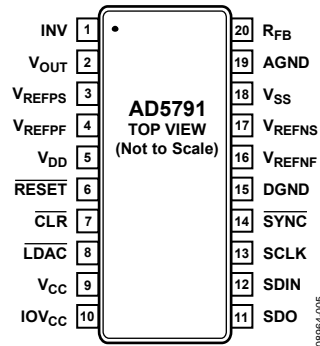 INV 1
V_OUT 2
V_REFPS 3
V_REFPF 4
V_DD 5
RESET 6
CLR 7
LDAC 8
V_CC 9
IOV_CC 10
AD5791
TOP VIEW
(Not to Scale)
20 R_FB
19 AGND
18 V_SS
17 V_REFNS
16 V_REFNF
15 DGND
14 SYNC
13 SCLK
12 SDIN
11 SDO
08964-005